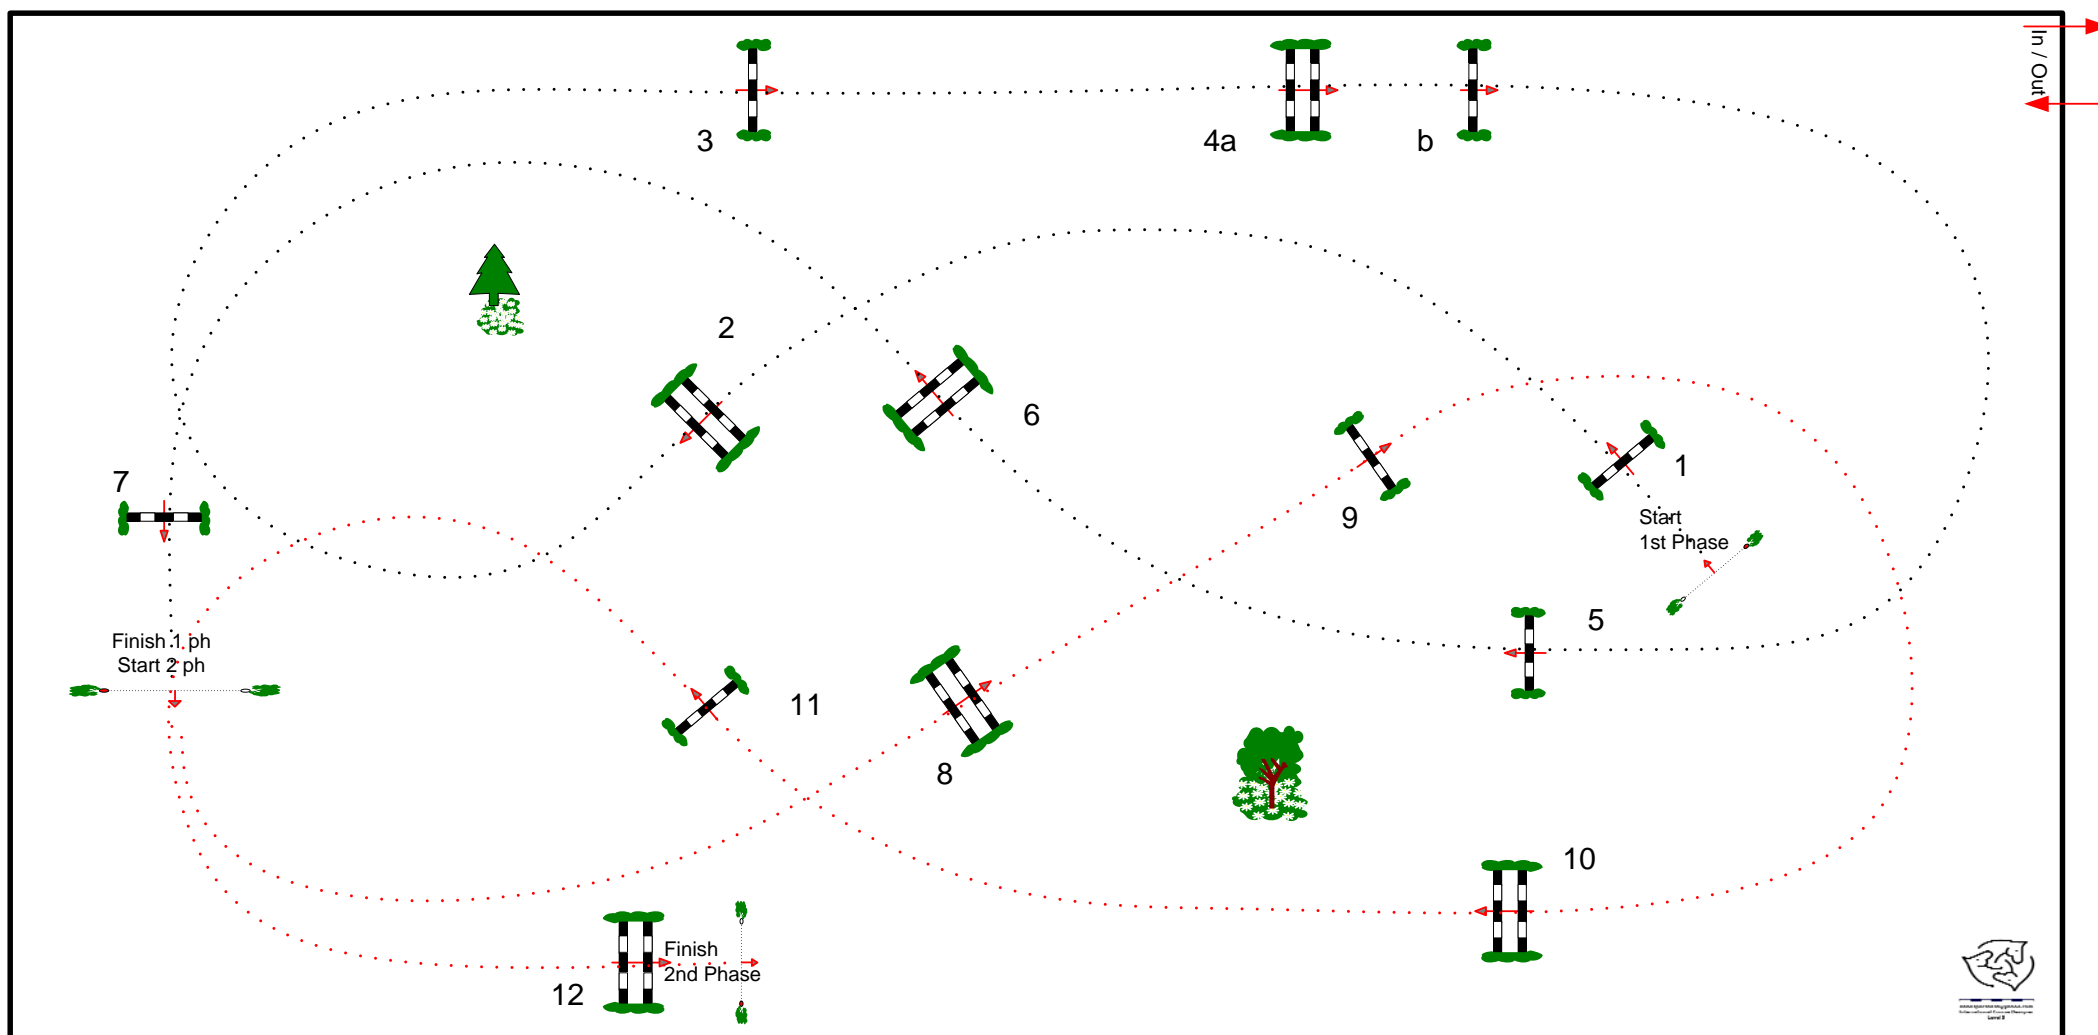 In / Out
3
4a
b
2
6
1
7
9
Start
1st Phase
5
Finish 1 ph
Start 2 ph
11
8
10
Finish
2nd Phase
12